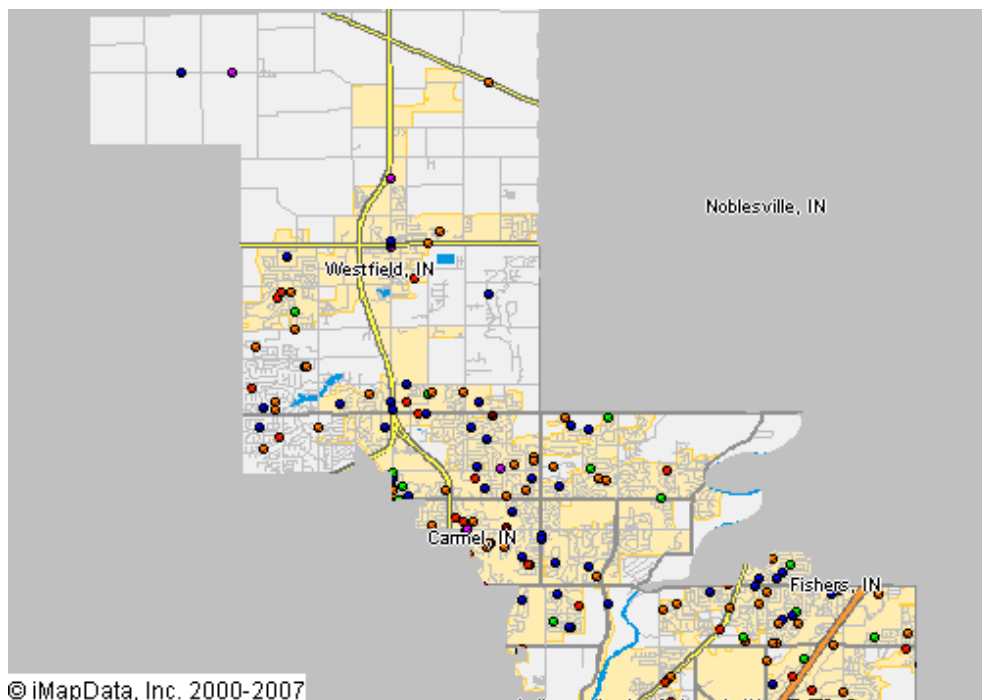 Noblesville, IN
Westfield, IN
Carmel, IN
Fishers, IN
© iMapData, Inc. 2000-2007